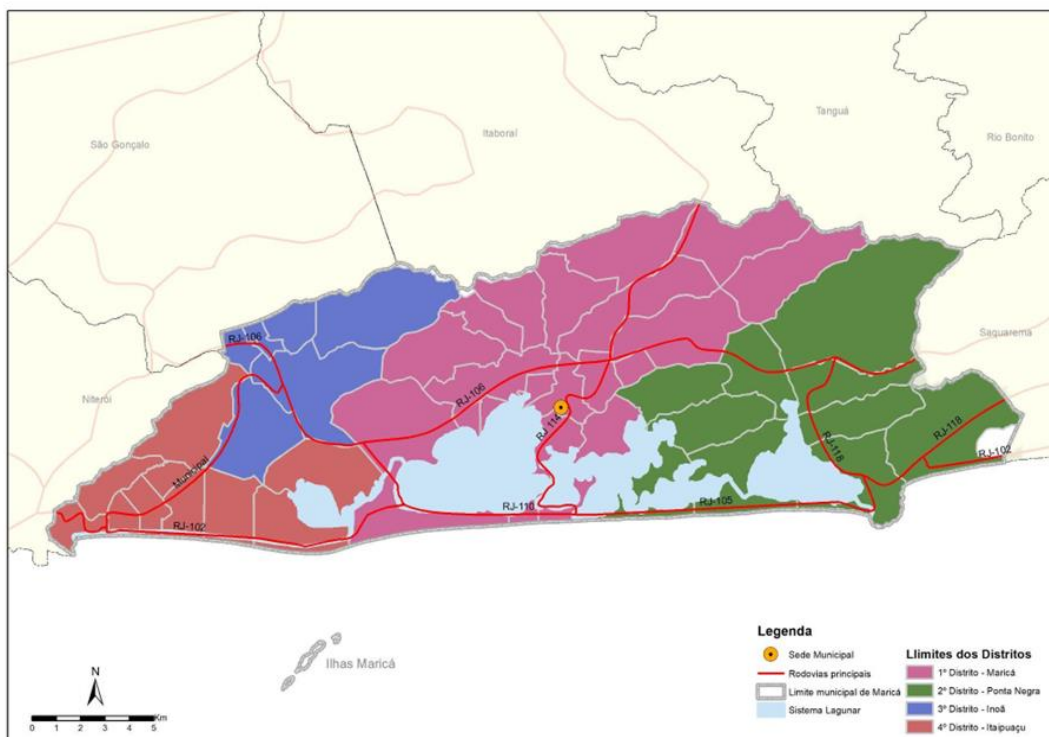 Tanguá
Rio Bonito
São Gonçalo
Itaboraí
Saquarema
RJ-106
Niterói
RJ-106
RJ-114
RJ-118
RJ-118
RJ-102
Municipal
RJ-102
RJ-110
RJ-105
Ilhas Maricá
N
0 1 2 3 4 5
Km
Legenda
Sede Municipal
Rodovias principais
Limite municipal de Maricá
Sistema Lagunar
Llimites dos Distritos
1º Distrito - Maricá
2º Distrito - Ponta Negra
3º Distrito - Inoã
4º Distrito - Itaipuaçu